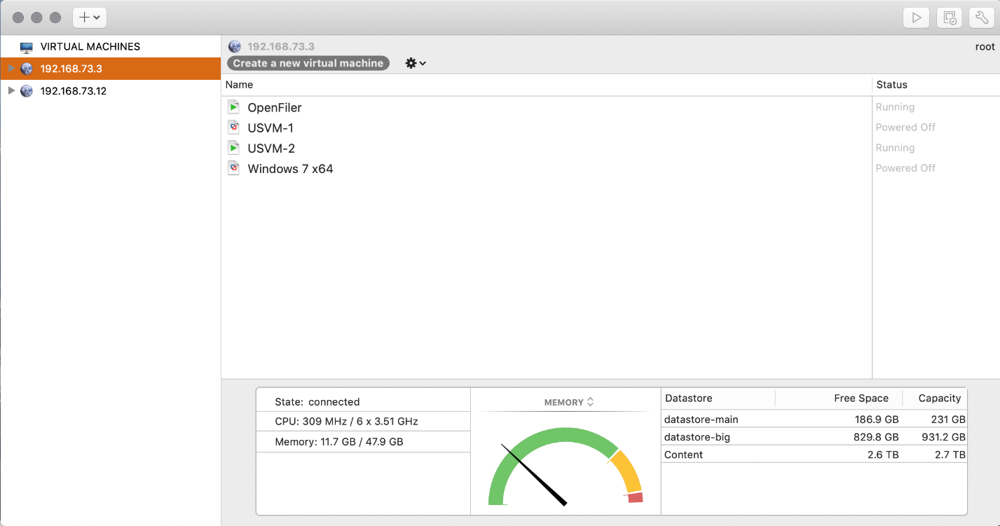 VIRTUAL MACHINES
192.168.73.3
192.168.73.12
192.168.73.3
root
Create a new virtual machine
Name Status
OpenFiler Running
USVM-1 Powered Off
USVM-2 Running
Windows 7 x64 Powered Off
State: connected
CPU: 309 MHz / 6 x 3.51 GHz
Memory: 11.7 GB / 47.9 GB
MEMORY
Datastore Free Space Capacity
datastore-main 186.9 GB 231 GB
datastore-big 829.8 GB 931.2 GB
Content 2.6 TB 2.7 TB